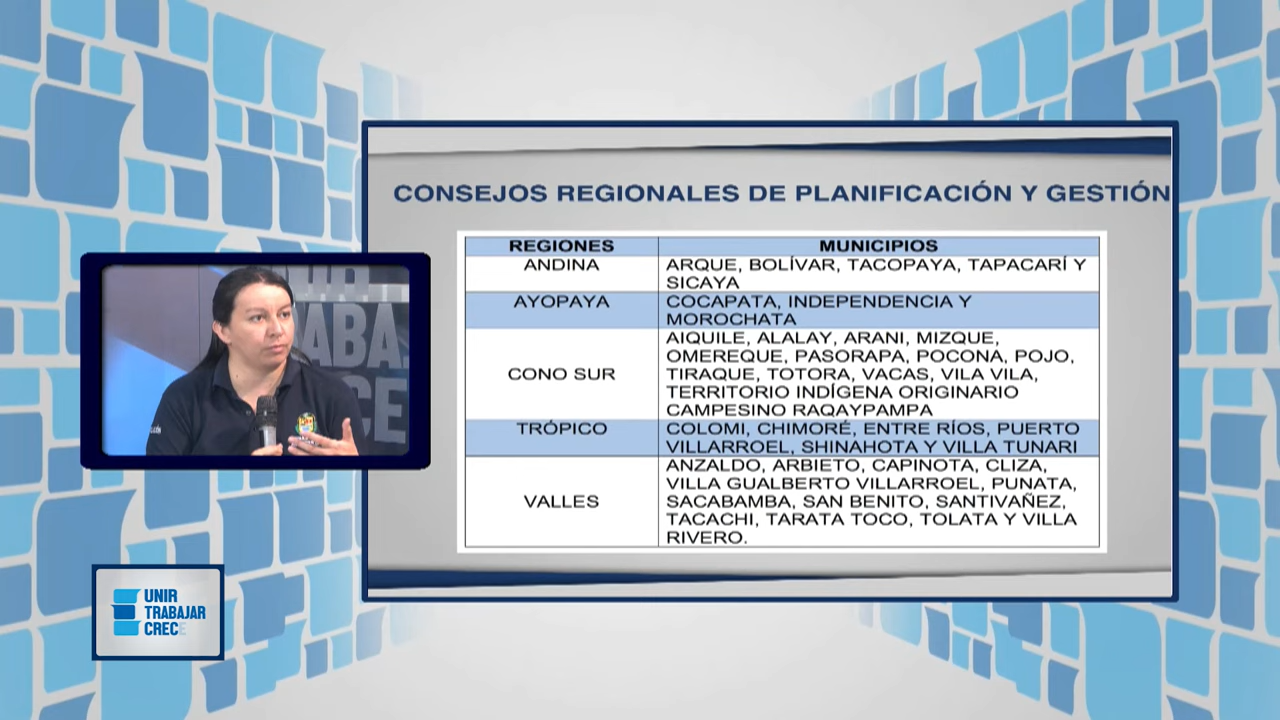 CONSEJOS REGIONALES DE PLANIFICACIÓN Y GESTIÓN
REGIONES
MUNICIPIOS
ANDINA
ARQUE, BOLÍVAR, TACOPAYA, TAPACARÍ Y
SICAYA
AYOPAYA
COCAPATA, INDEPENDENCIA Y
MOROCHATA
CONO SUR
AIQUILE, ALALAY, ARANI, MIZQUE,
OMEREQUE, PASORAPA, POCONA, POJO,
TIRAQUE, TOTORA, VACAS, VILA VILA,
TERRITORIO INDÍGENA ORIGINARIO
CAMPESINO RAQAYPAMPA
TRÓPICO
COLOMI, CHIMORÉ, ENTRE RÍOS, PUERTO
VILLARROEL, SHINAHOTA Y VILLA TUNARI
VALLES
ANZALDO, ARBIETO, CAPINOTA, CLIZA,
VILLA GUALBERTO VILLARROEL, PUNATA,
SACABAMBA, SAN BENITO, SANTIVAÑEZ,
TACACHI, TARATA TOCO, TOLATA Y VILLA
RIVERO.
UNIR
TRABAJAR
CRECE